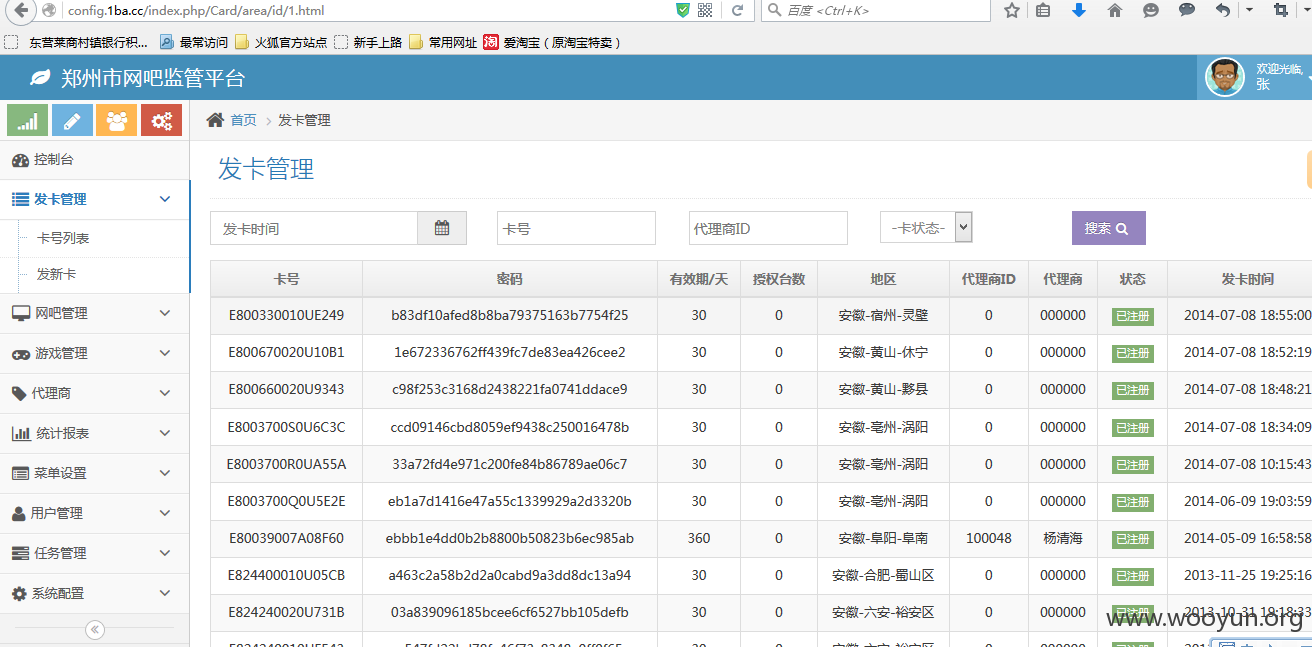 config.1ba.cc/index.php/Card/area/id/1.html
百度 <Ctrl+K>
东营莱商村镇银行积... 最常访问 火狐官方站点 新手上路 常用网址 淘 爱淘宝（原淘宝特卖）
郑州市网吧监管平台
欢迎光临,
张
首页 > 发卡管理
控制台
发卡管理
卡号列表
发新卡
网吧管理
游戏管理
代理商
统计报表
菜单设置
用户管理
任务管理
系统配置
发卡管理
发卡时间 卡号 代理商ID -卡状态- 搜索
卡号 密码 有效期/天 授权台数 地区 代理商ID 代理商 状态 发卡时间
E800330010UE249 b83df10afed8b8ba79375163b7754f25 30 0 安徽-宿州-灵璧 0 000000 已注册 2014-07-08 18:55:00
E800670020U10B1 1e672336762ff439fc7de83ea426cee2 30 0 安徽-黄山-休宁 0 000000 已注册 2014-07-08 18:52:19
E800660020U9343 c98f253c3168d2438221fa0741ddace9 30 0 安徽-黄山-黟县 0 000000 已注册 2014-07-08 18:48:21
E8003700S0U6C3C ccd09146cbd8059ef9438c250016478b 30 0 安徽-亳州-涡阳 0 000000 已注册 2014-07-08 18:34:09
E8003700R0UA55A 33a72fd4e971c200fe84b86789ae06c7 30 0 安徽-亳州-涡阳 0 000000 已注册 2014-07-08 10:15:43
E8003700Q0U5E2E eb1a7d1416e47a55c1339929a2d3320b 30 0 安徽-亳州-涡阳 0 000000 已注册 2014-06-09 19:03:59
E80039007A08F60 ebbb1e4dd0b2b8800b50823b6ec985ab 360 0 安徽-阜阳-阜南 100048 杨清海 已注册 2014-05-09 16:58:58
E824400010U05CB a463c2a58b2d2a0cabd9a3dd8dc13a94 30 0 安徽-合肥-蜀山区 0 000000 已注册 2013-11-25 19:25:16
E824240020U731B 03a839096185bcee6cf6527bb105defb 30 0 安徽-六安-裕安区 0 000000 已注册 2013-10-31 19:18:33
www.wooyun.org